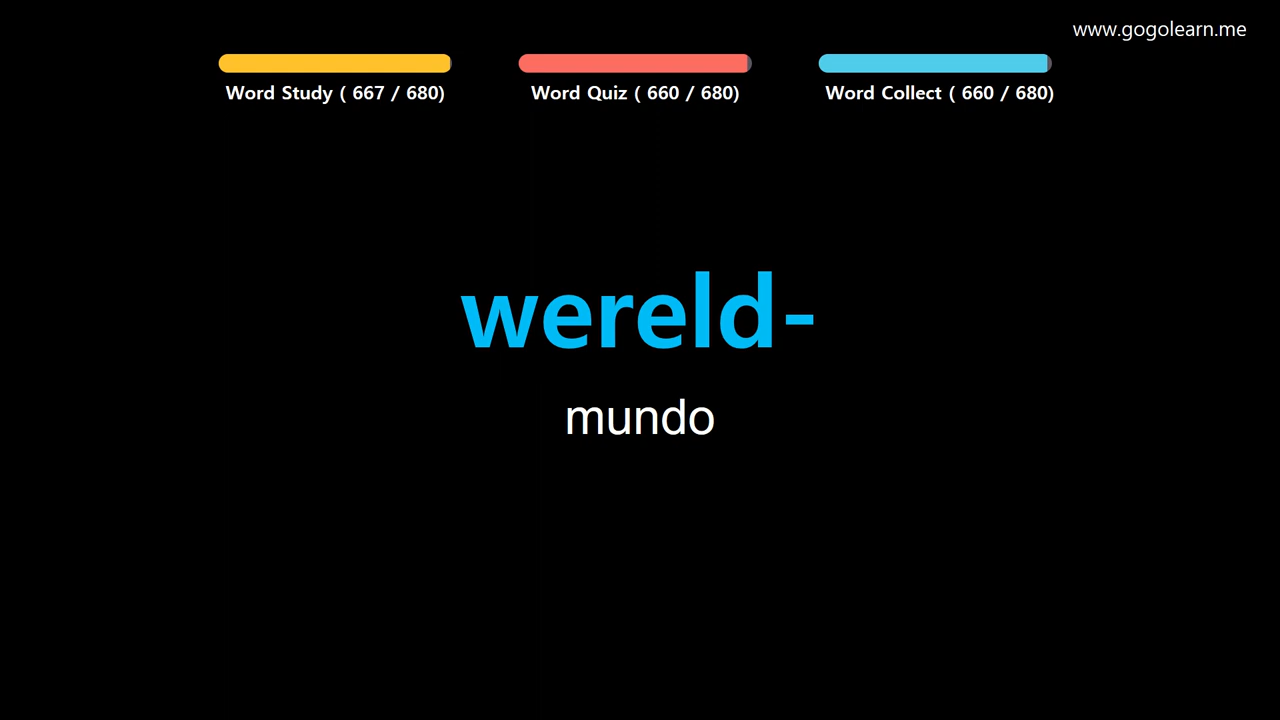 www.gogolearn.me
Word Study ( 667 / 680)
Word Quiz ( 660 / 680)
Word Collect ( 660 / 680)
wereld-
mundo